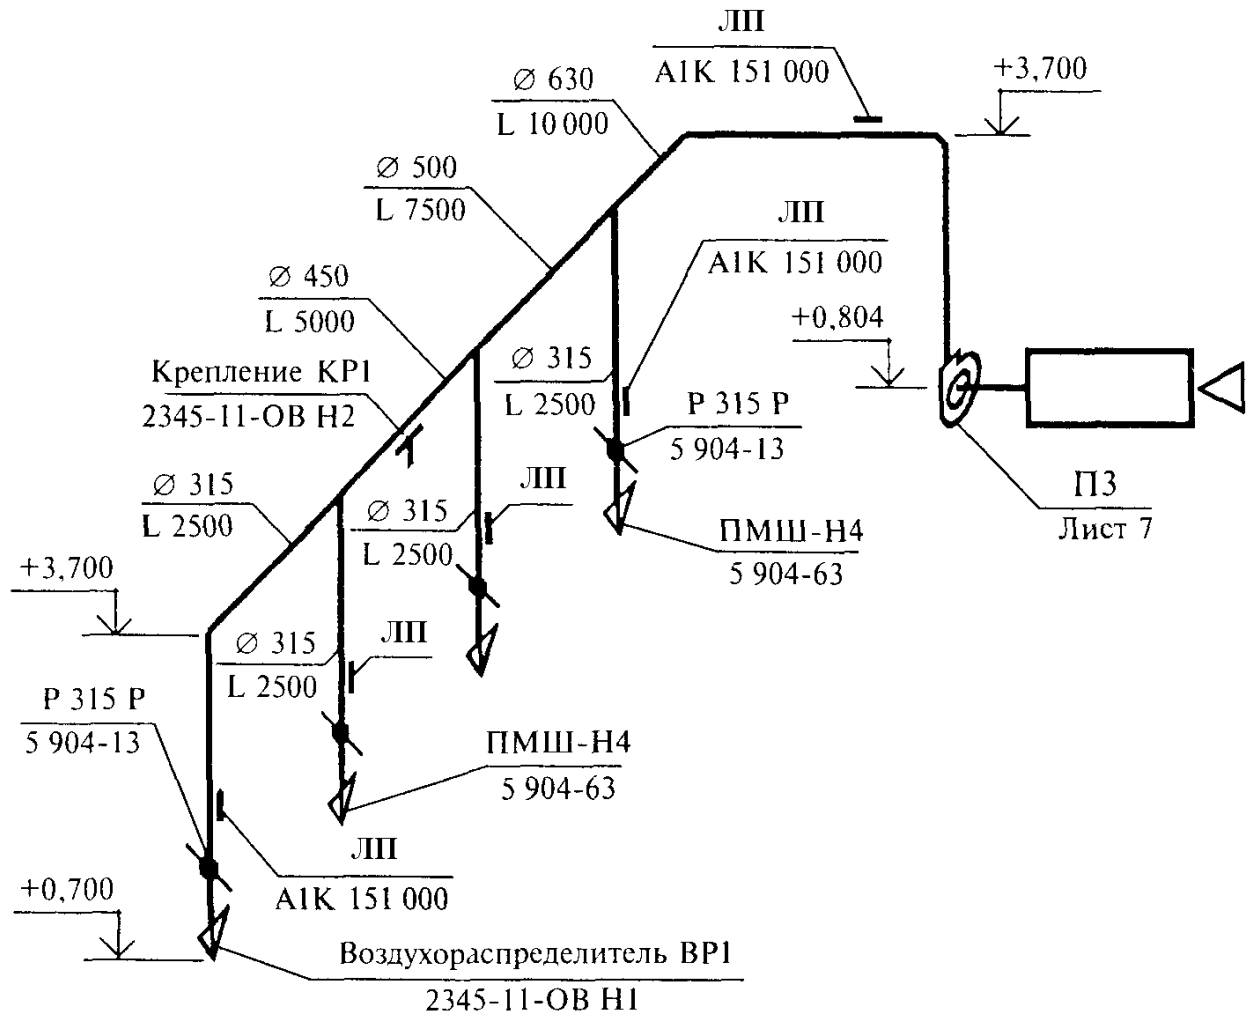 ЛП
А1К 151 000
+3,700
∅ 630
L 10 000
∅ 500
L 7500
ЛП
А1К 151 000
∅ 450
L 5000
+0,804
∅ 315
L 2500
Крепление КР1
2345-11-ОВ Н2
Р 315 Р
5 904-13
∅ 315
L 2500
ЛП
∅ 315
L 2500
П3
Лист 7
ПМШ-Н4
5 904-63
+3,700
∅ 315
L 2500
ЛП
Р 315 Р
5 904-13
ПМШ-Н4
5 904-63
ЛП
А1К 151 000
+0,700
Воздухораспределитель ВР1
2345-11-ОВ Н1